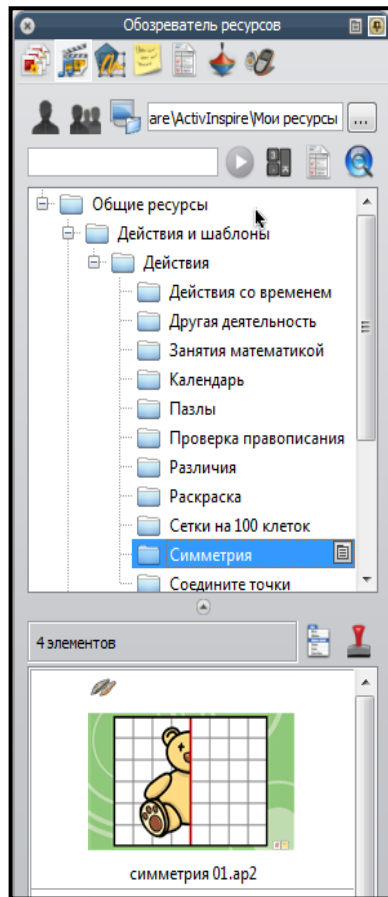 Обозреватель ресурсов
are\ActivInspire\Мои ресурсы ...
Общие ресурсы
Действия и шаблоны
Действия
Действия со временем
Другая деятельность
Занятия математикой
Календарь
Пазлы
Проверка правописания
Различия
Раскраска
Сетки на 100 клеток
Симметрия
Соедините точки
4 элементов
симметрия 01.ap2